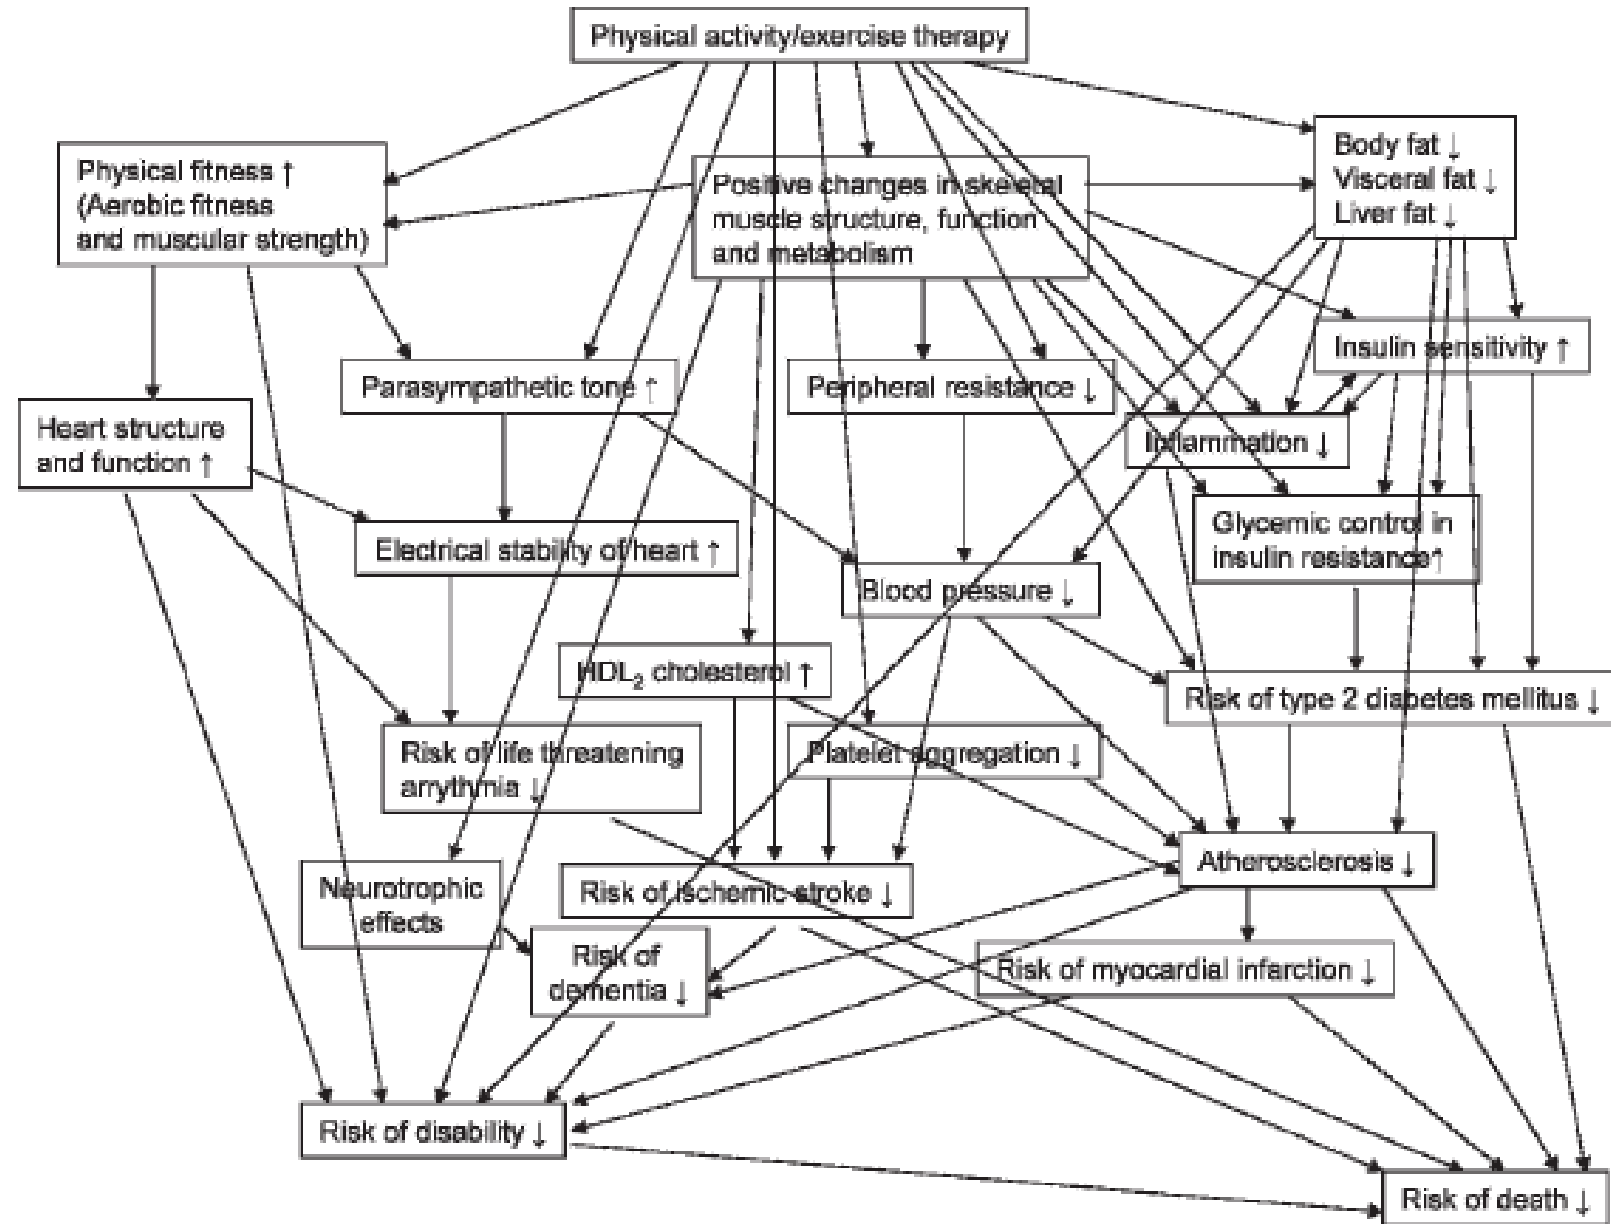 Physical activity/exercise therapy
Physical fitness ↑
(Aerobic fitness
and muscular strength)
Positive changes in skeletal
muscle structure, function
and metabolism
Body fat ↓
Visceral fat ↓
Liver fat ↓
Insulin sensitivity ↑
Parasympathetic tone ↑
Peripheral resistance ↓
Heart structure
and function ↑
Inflammation ↓
Glycemic control in
insulin resistance↑
Electrical stability of heart ↑
Blood pressure ↓
HDL₂ cholesterol ↑
Risk of type 2 diabetes mellitus ↓
Risk of life threatening
arrythmia ↓
Platelet aggregation ↓
Atherosclerosis ↓
Neurotrophic
effects
Risk of ischemic stroke ↓
Risk of
dementia ↓
Risk of myocardial infarction ↓
Risk of disability ↓
Risk of death ↓